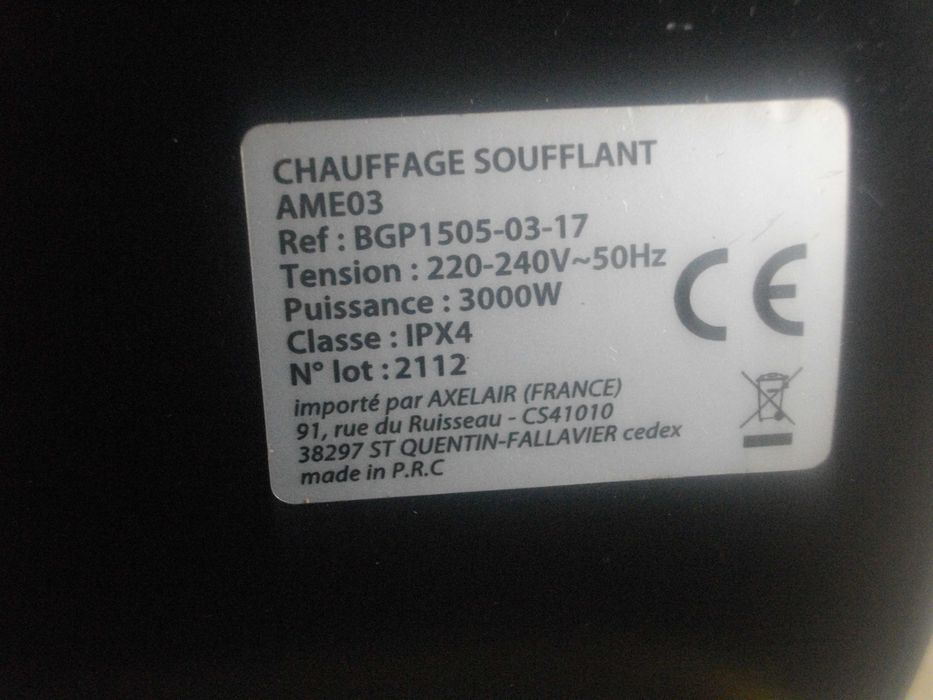 CHAUFFAGE SOUFFLANT
AME03
Ref : BGP1505-03-17
Tension : 220-240V~50Hz
Puissance : 3000W
Classe : IPX4
N° lot : 2112
importé par AXELAIR (FRANCE)
91, rue du Ruisseau - CS41010
38297 ST QUENTIN-FALLAVIER cedex
made in P.R.C
CE